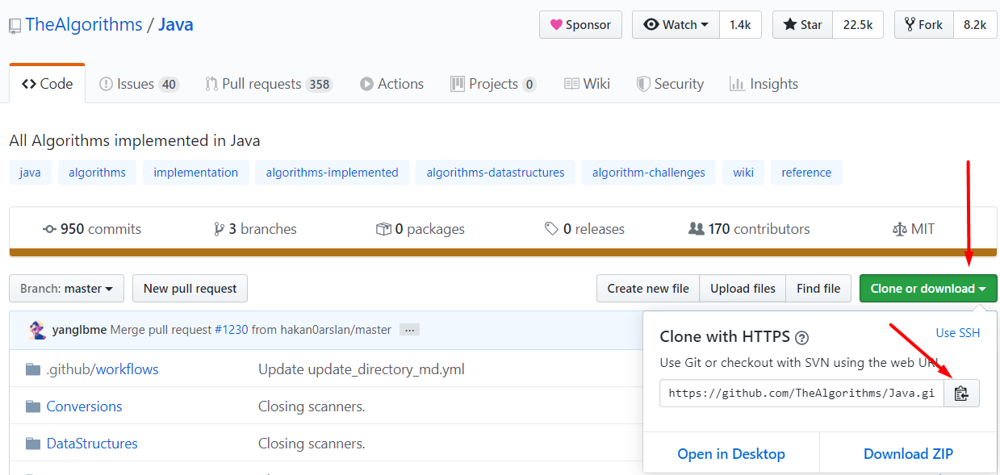 TheAlgorithms / Java
Sponsor Watch 1.4k Star 22.5k Fork 8.2k
Code Issues 40 Pull requests 358 Actions Projects 0 Wiki Security Insights
All Algorithms implemented in Java
java algorithms implementation algorithms-implemented algorithms-datastructures algorithm-challenges wiki reference
950 commits 3 branches 0 packages 0 releases 170 contributors MIT
Branch: master New pull request Create new file Upload files Find file Clone or download
yanglbme Merge pull request #1230 from hakan0arslan/master ...
.github/workflows Update update_directory_md.yml
Conversions Closing scanners.
DataStructures Closing scanners.
Clone with HTTPS ? Use SSH
Use Git or checkout with SVN using the web
https://github.com/TheAlgorithms/Java.gi
Open in Desktop Download ZIP